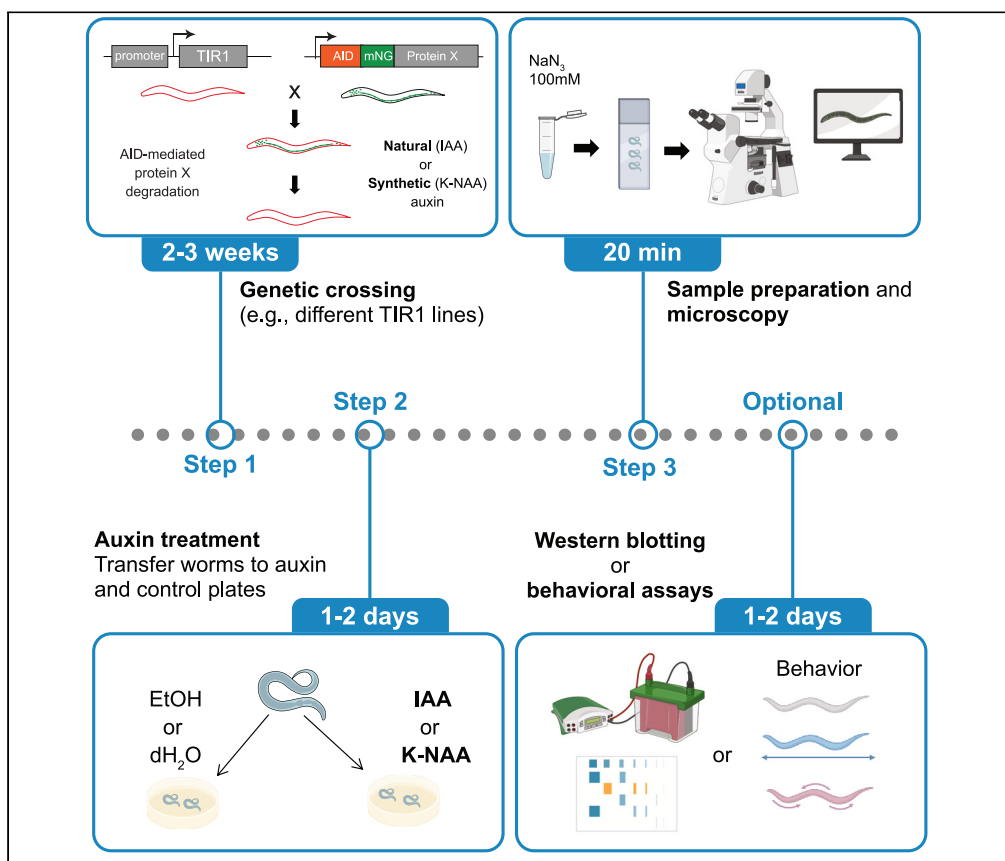 promoter
TIR1
AID
mNG
Protein X
X
AID-mediated
protein X
degradation
Natural (IAA)
or
Synthetic (K-NAA)
auxin
2-3 weeks
Genetic crossing
(e.g., different TIR1 lines)
NaN₃
100mM
20 min
Sample preparation and
microscopy
Step 1
Step 2
Step 3
Optional
Auxin treatment
Transfer worms to auxin
and control plates
1-2 days
EtOH
or
dH₂O
IAA
or
K-NAA
Western blotting
or
behavioral assays
1-2 days
or
Behavior